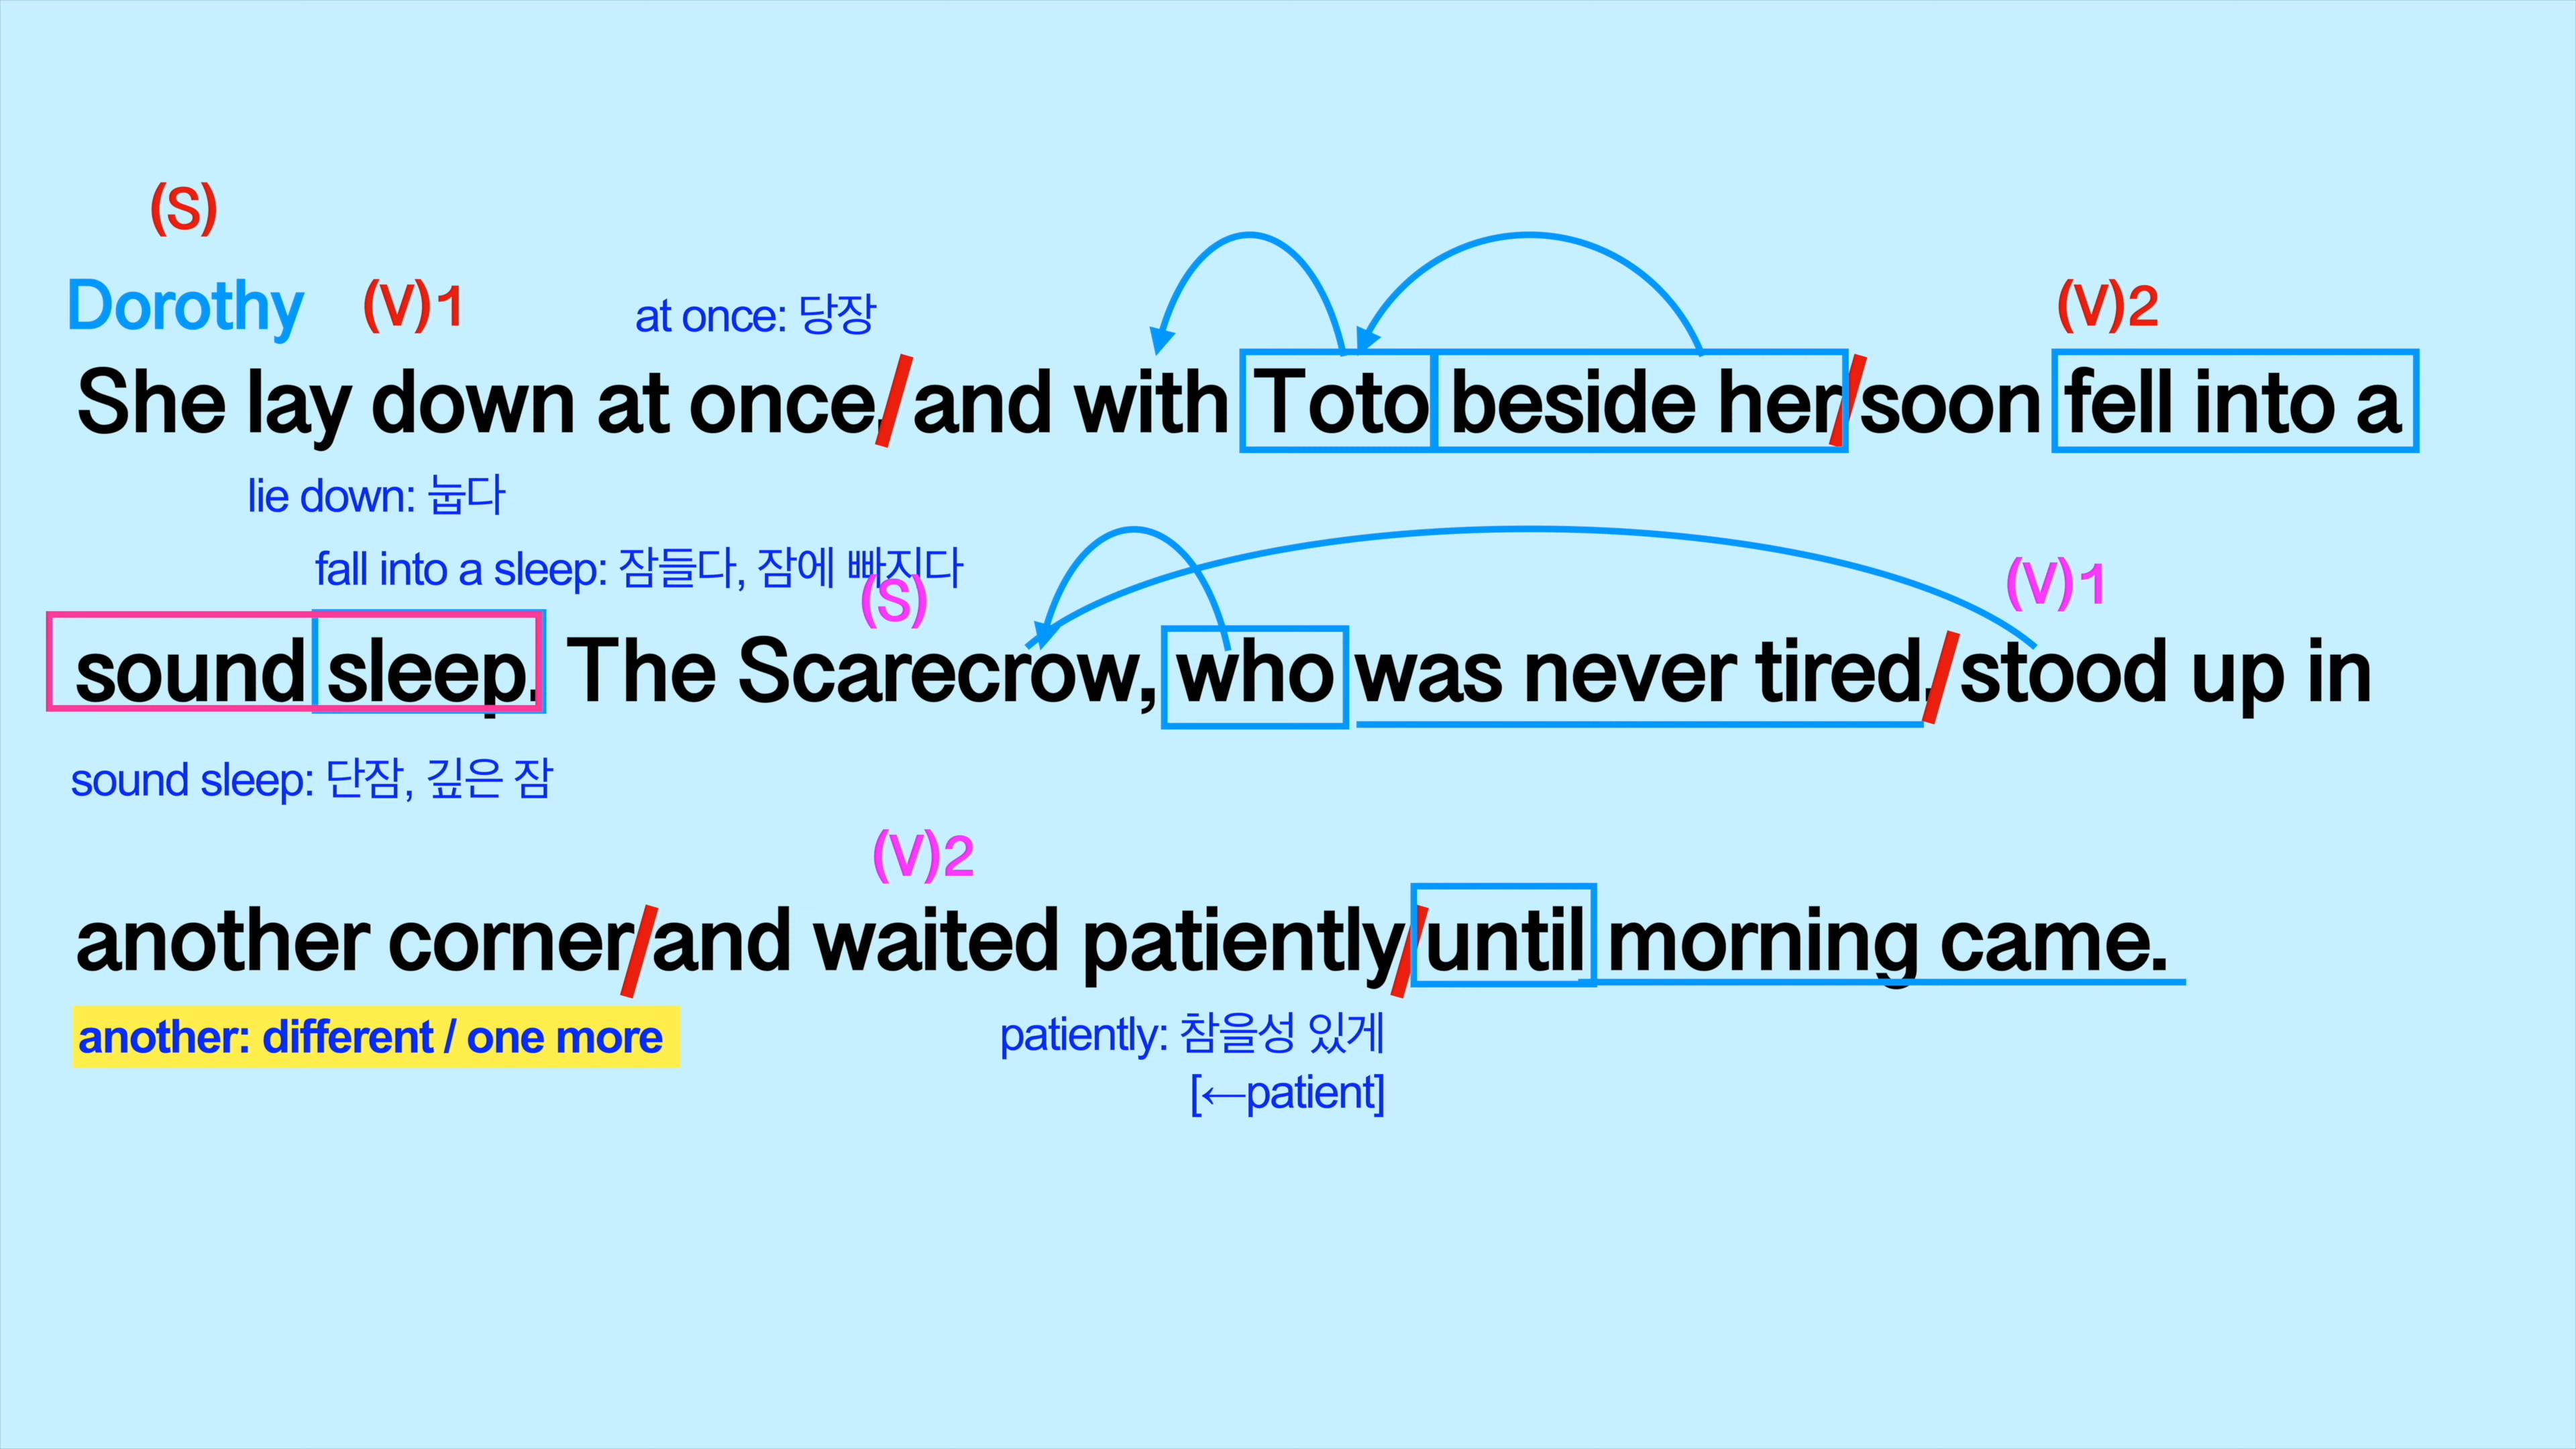 (S)
Dorothy (V)1 at once: 당장 (V)2
She lay down at once, and with Toto beside her soon fell into a
lie down: 눕다
fall into a sleep: 잠들다, 잠에 빠지다
(S) (V)1
sound sleep. The Scarecrow, who was never tired, stood up in
sound sleep: 단잠, 깊은 잠
(V)2
another corner and waited patiently until morning came.
another: different / one more patiently: 참을성 있게
[←patient]